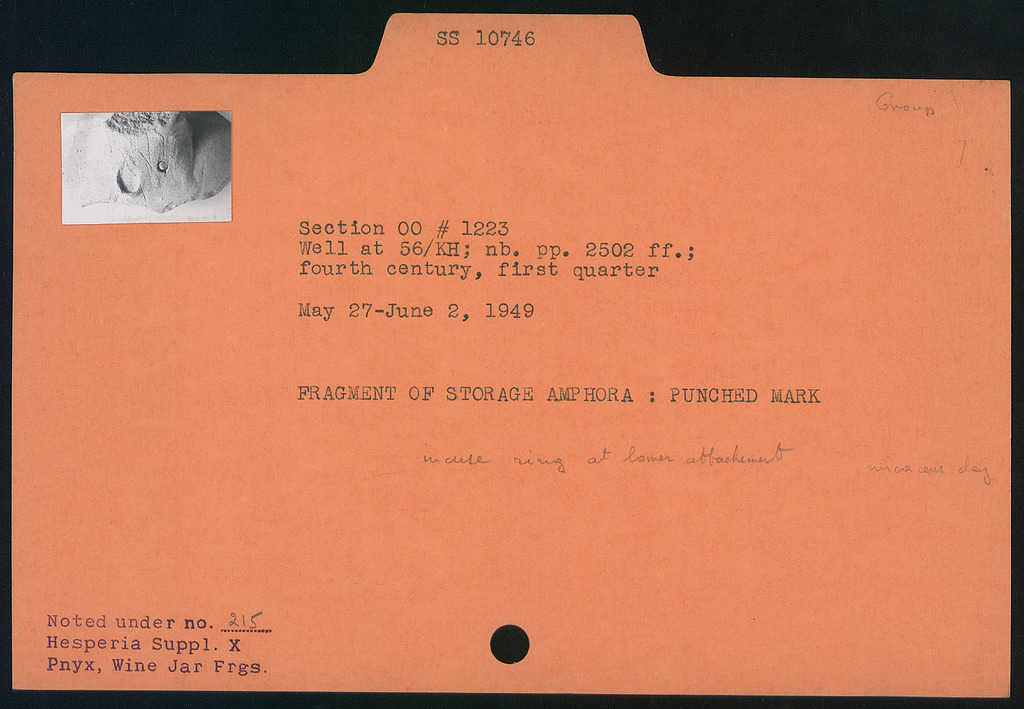 SS 10746
Group
Section OO # 1223
Well at 56/KH; nb. pp. 2502 ff.;
fourth century, first quarter
May 27-June 2, 1949
FRAGMENT OF STORAGE AMPHORA : PUNCHED MARK
incuse ring at lower attachement
micaceus clay
Noted under no. 215
Hesperia Suppl. X
Pnyx, Wine Jar Frgs.